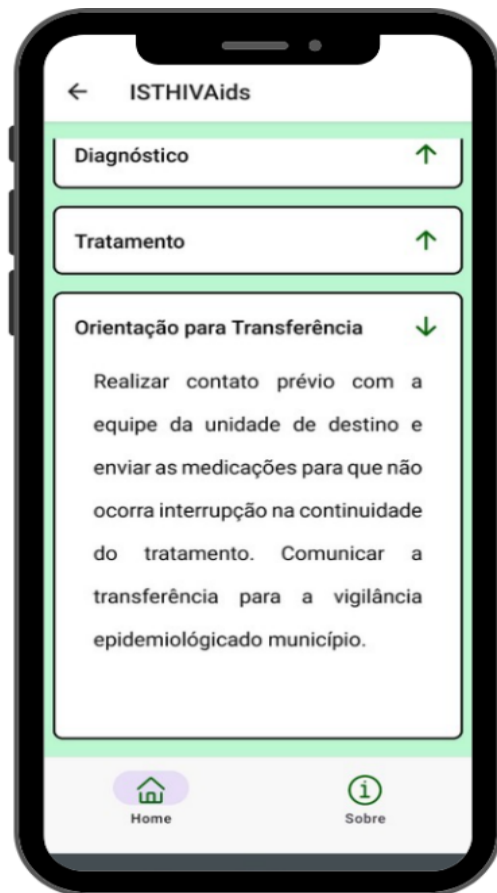 ISTHIVAids
Diagnóstico
Tratamento
Orientação para Transferência
Realizar contato prévio com a
equipe da unidade de destino e
enviar as medicações para que não
ocorra interrupção na continuidade
do tratamento. Comunicar a
transferência para a vigilância
epidemiológicado município.
Home
Sobre